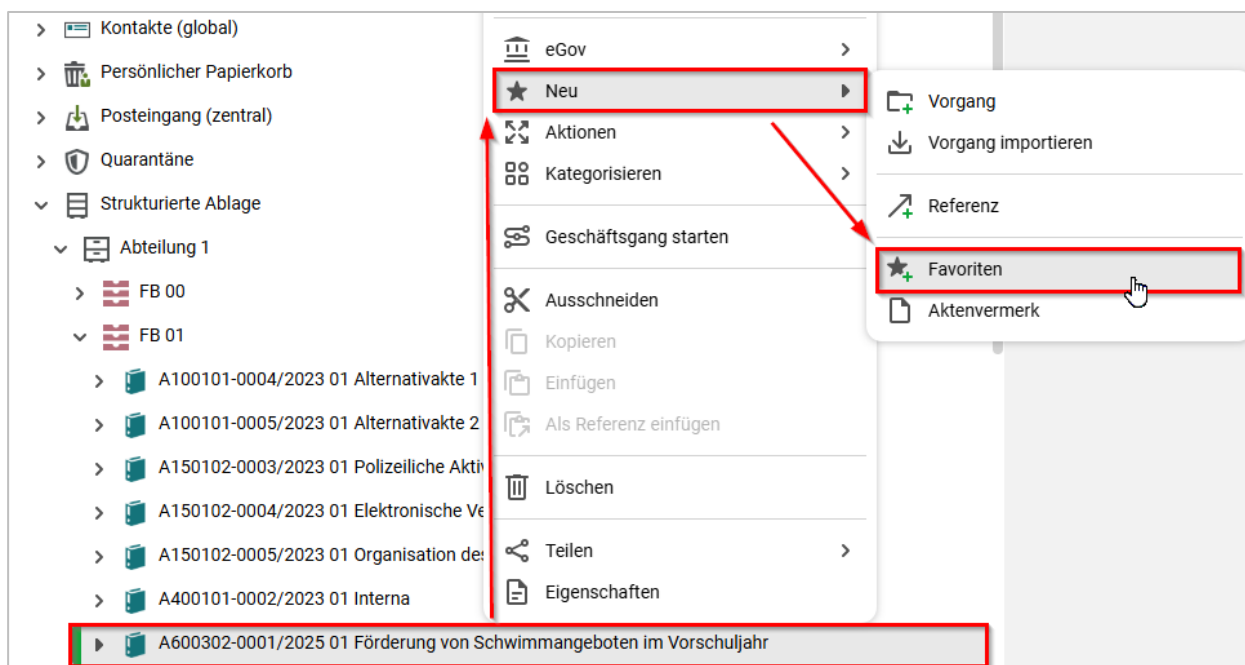 Kontakte (global)
Persönlicher Papierkorb
Posteingang (zentral)
Quarantäne
Strukturierte Ablage
Abteilung 1
FB 00
FB 01
A100101-0004/2023 01 Alternativakte 1
A100101-0005/2023 01 Alternativakte 2
A150102-0003/2023 01 Polizeiliche Aktiv
A150102-0004/2023 01 Elektronische Ve
A150102-0005/2023 01 Organisation des
A400101-0002/2023 01 Interna
A600302-0001/2025 01 Förderung von Schwimmangeboten im Vorschuljahr
eGov
Neu
Aktionen
Kategorisieren
Geschäftsgang starten
Ausschneiden
Kopieren
Einfügen
Als Referenz einfügen
Löschen
Teilen
Eigenschaften
Vorgang
Vorgang importieren
Referenz
Favoriten
Aktenvermerk